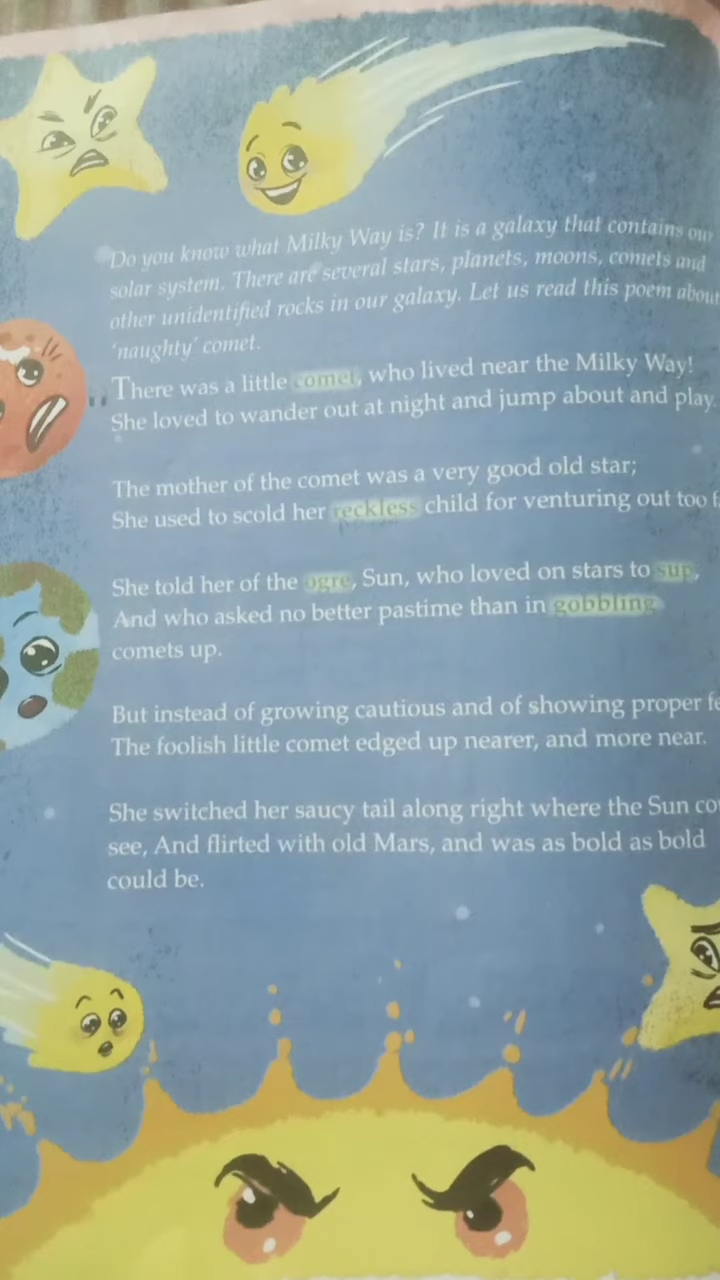 Do you know what Milky Way is? It is a galaxy that contains our
solar system. There are several stars, planets, moons, comets and
other unidentified rocks in our galaxy. Let us read this poem about
'naughty' comet.
There was a little comet, who lived near the Milky Way!
She loved to wander out at night and jump about and play
The mother of the comet was a very good old star;
She used to scold her reckless child for venturing out too
She told her of the ogre, Sun, who loved on stars to sup,
And who asked no better pastime than in gobbling
comets up.
But instead of growing cautious and of showing proper
The foolish little comet edged up nearer, and more near.
She switched her saucy tail along right where the Sun
see, And flirted with old Mars, and was as bold as bold
could be.